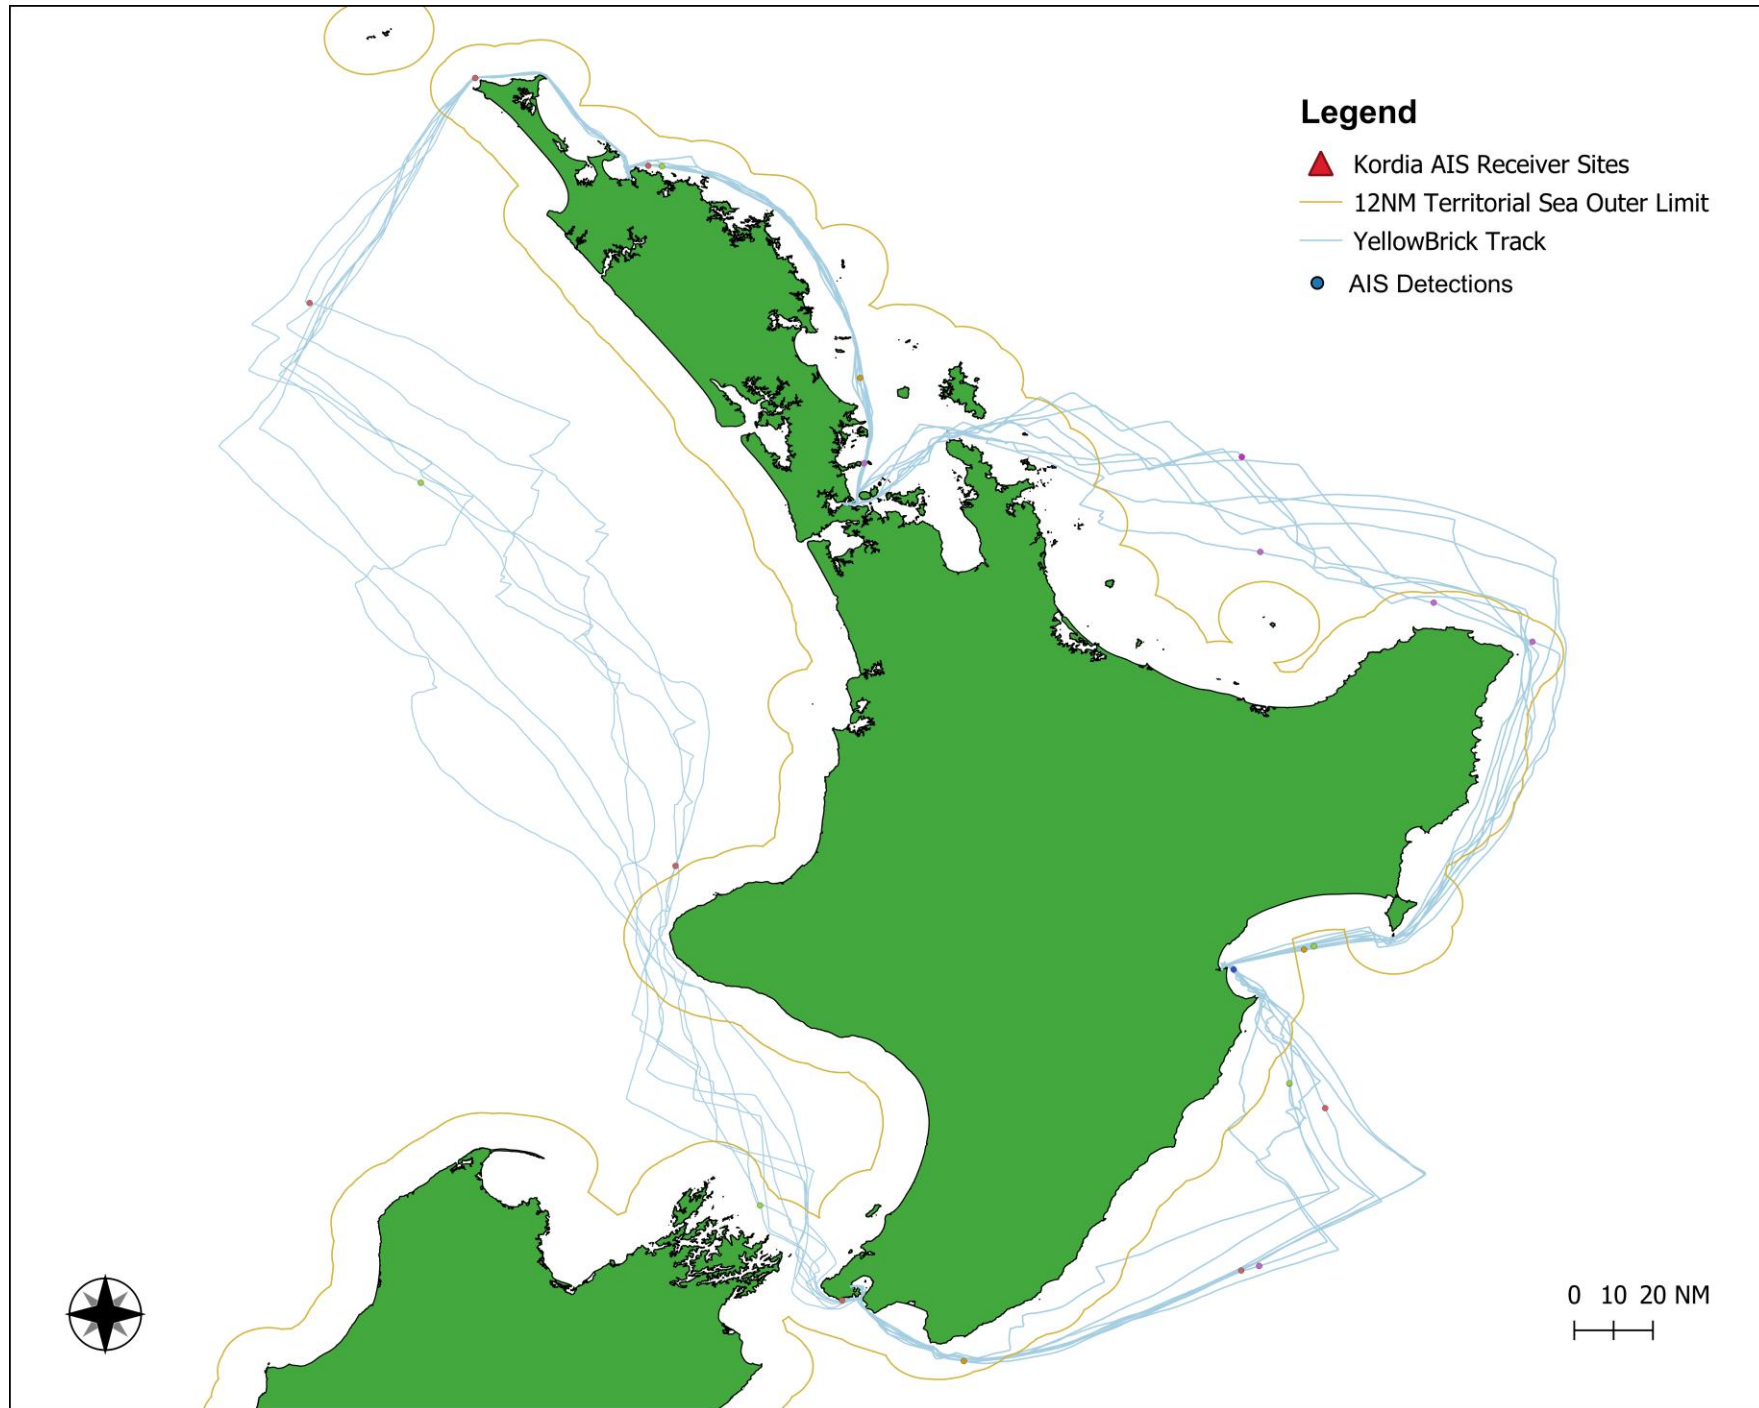 Legend
Kordia AIS Receiver Sites
12NM Territorial Sea Outer Limit
YellowBrick Track
AIS Detections
0 10 20 NM